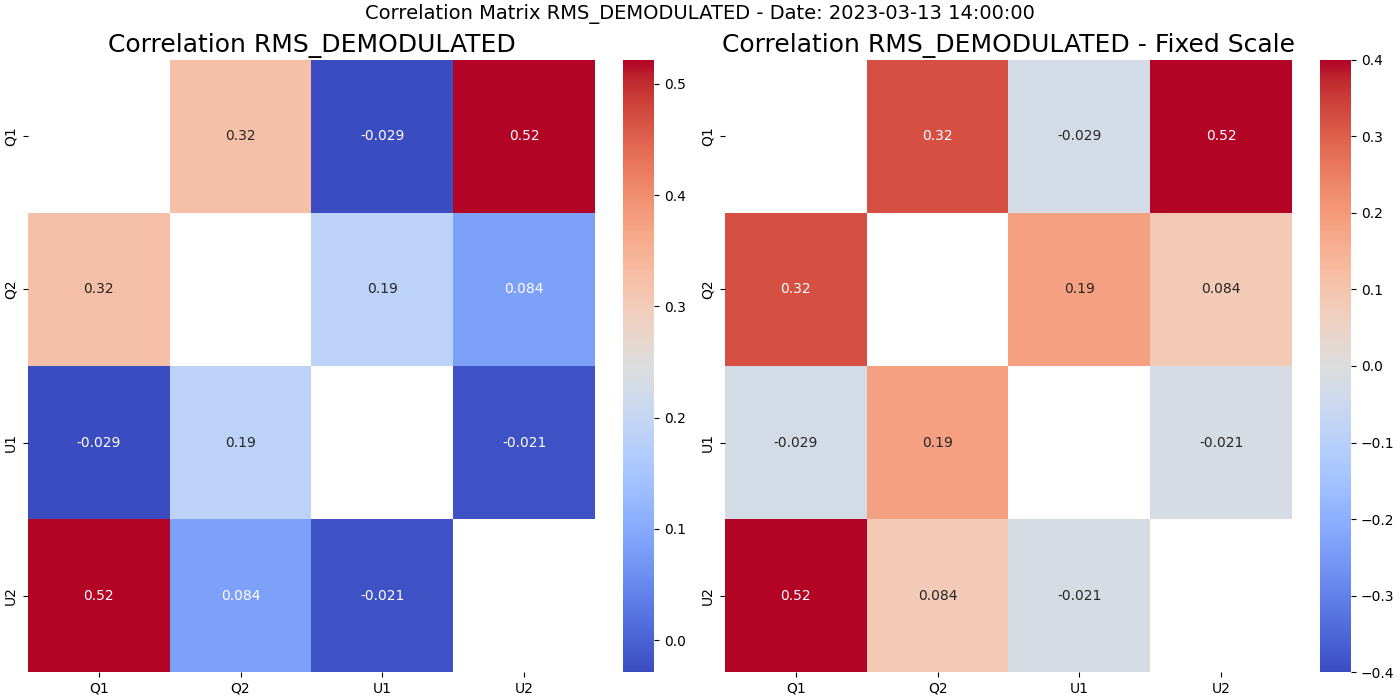 Correlation Matrix RMS_DEMODULATED - Date: 2023-03-13 14:00:00
Correlation RMS_DEMODULATED
Q1
0.32
-0.029
0.52
Q2
0.32
0.19
0.084
U1
-0.029
0.19
-0.021
U2
0.52
0.084
-0.021
Q1
Q2
U1
U2
0.5
0.4
0.3
0.2
0.1
0.0
Correlation RMS_DEMODULATED - Fixed Scale
Q1
0.32
-0.029
0.52
Q2
0.32
0.19
0.084
U1
-0.029
0.19
-0.021
U2
0.52
0.084
-0.021
Q1
Q2
U1
U2
0.4
0.3
0.2
0.1
0.0
−0.1
−0.2
−0.3
−0.4